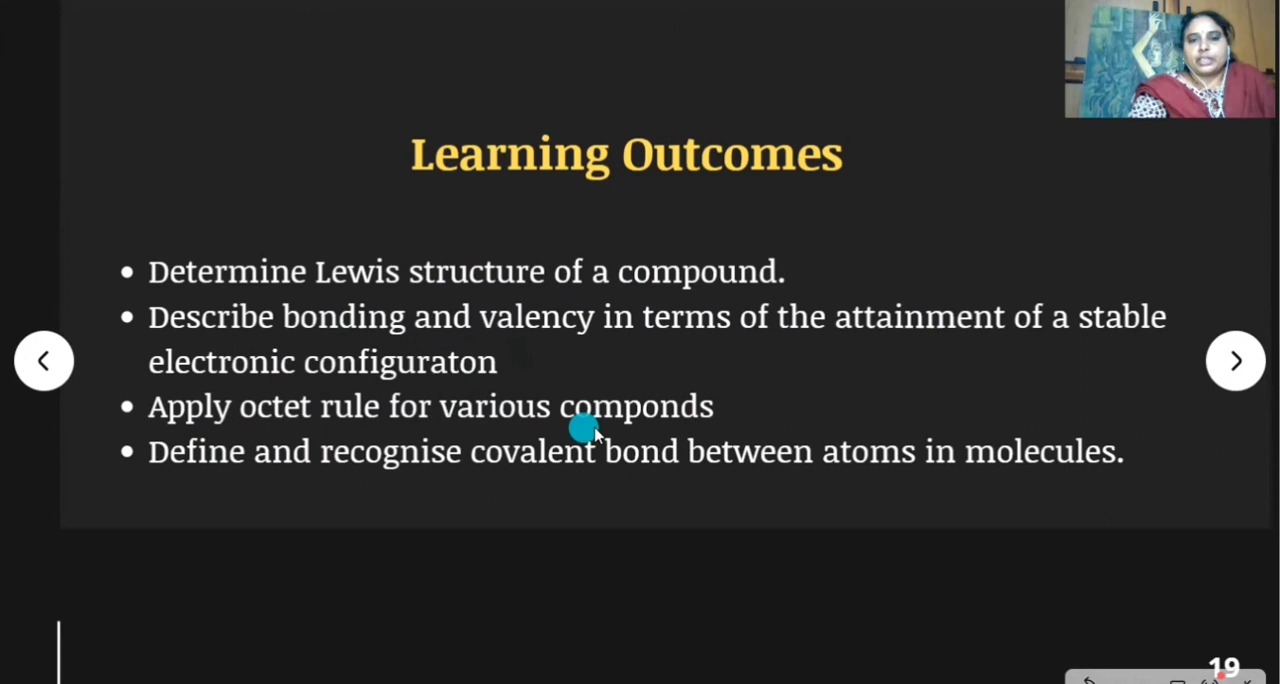 Learning Outcomes
• Determine Lewis structure of a compound.
• Describe bonding and valency in terms of the attainment of a stable
electronic configuraton
• Apply octet rule for various componds
• Define and recognise covalent bond between atoms in molecules.
19